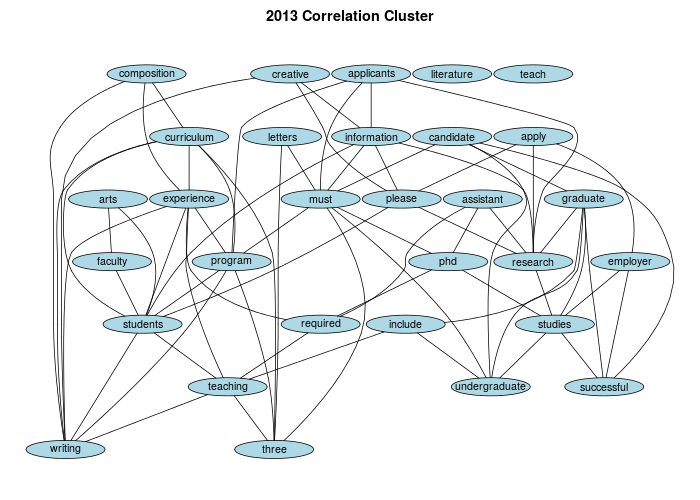 2013 Correlation Cluster
composition
creative
applicants
literature
teach
curriculum
letters
information
candidate
apply
arts
experience
must
please
assistant
graduate
faculty
program
phd
research
employer
students
required
include
studies
teaching
undergraduate
successful
writing
three